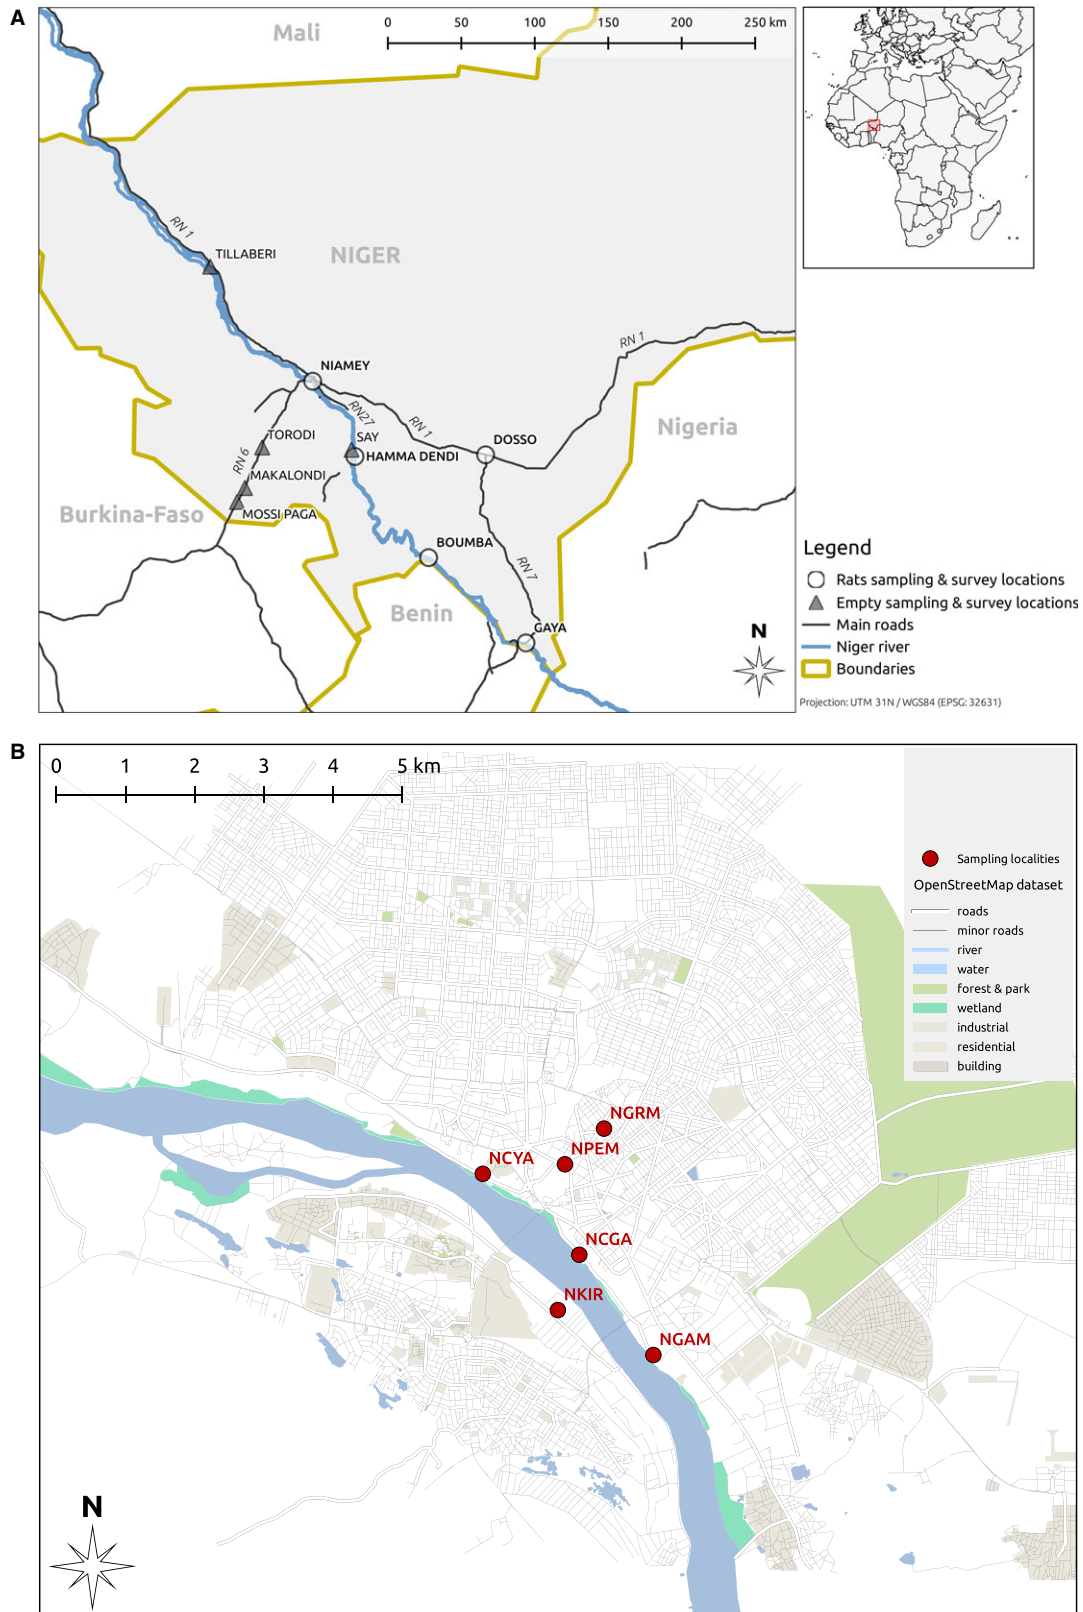 A
Mali
0 50 100 150 200 250 km
RN 1
TILLABERI
NIGER
RN 1
NIAMEY
RN27
RN 1
Nigeria
TORODI
SAY
DOSSO
HAMMA DENDI
RN 6
MAKALONDI
Burkina-Faso
MOSSI PAGA
BOUMBA
RN 7
Benin
GAYA
N
Legend
Rats sampling & survey locations
Empty sampling & survey locations
Main roads
Niger river
Boundaries
Projection: UTM 31N / WGS84 (EPSG: 32631)
B
0 1 2 3 4 5 km
Sampling localities
OpenStreetMap dataset
roads
minor roads
river
water
forest & park
wetland
industrial
residential
building
NGRM
NPEM
NCYA
NCGA
NKIR
NGAM
N